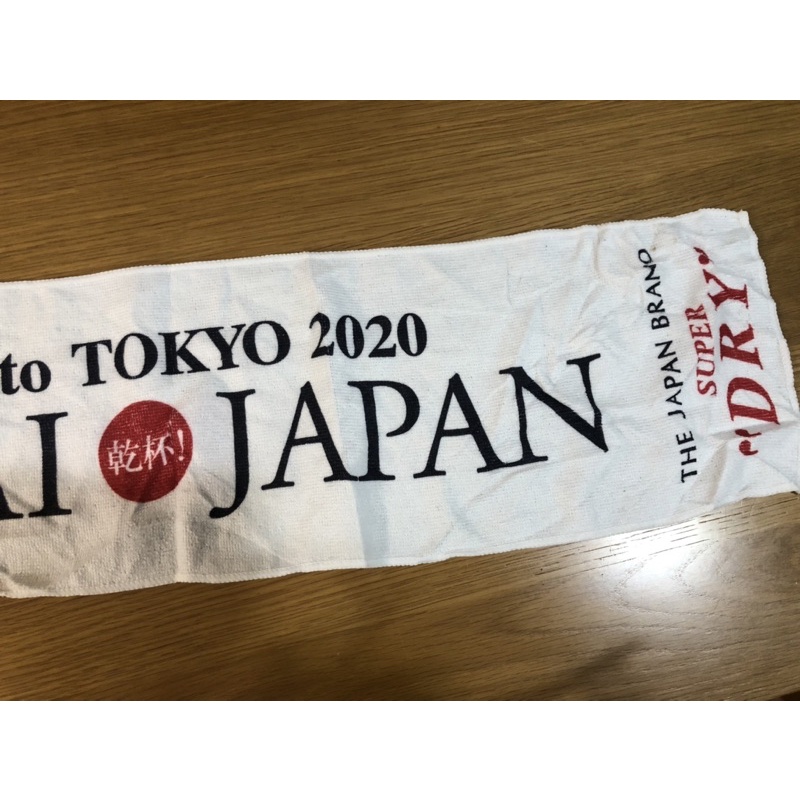 to TOKYO 2020
AI 乾杯! JAPAN
THE JAPAN BRAND
SUPER
"DRY"